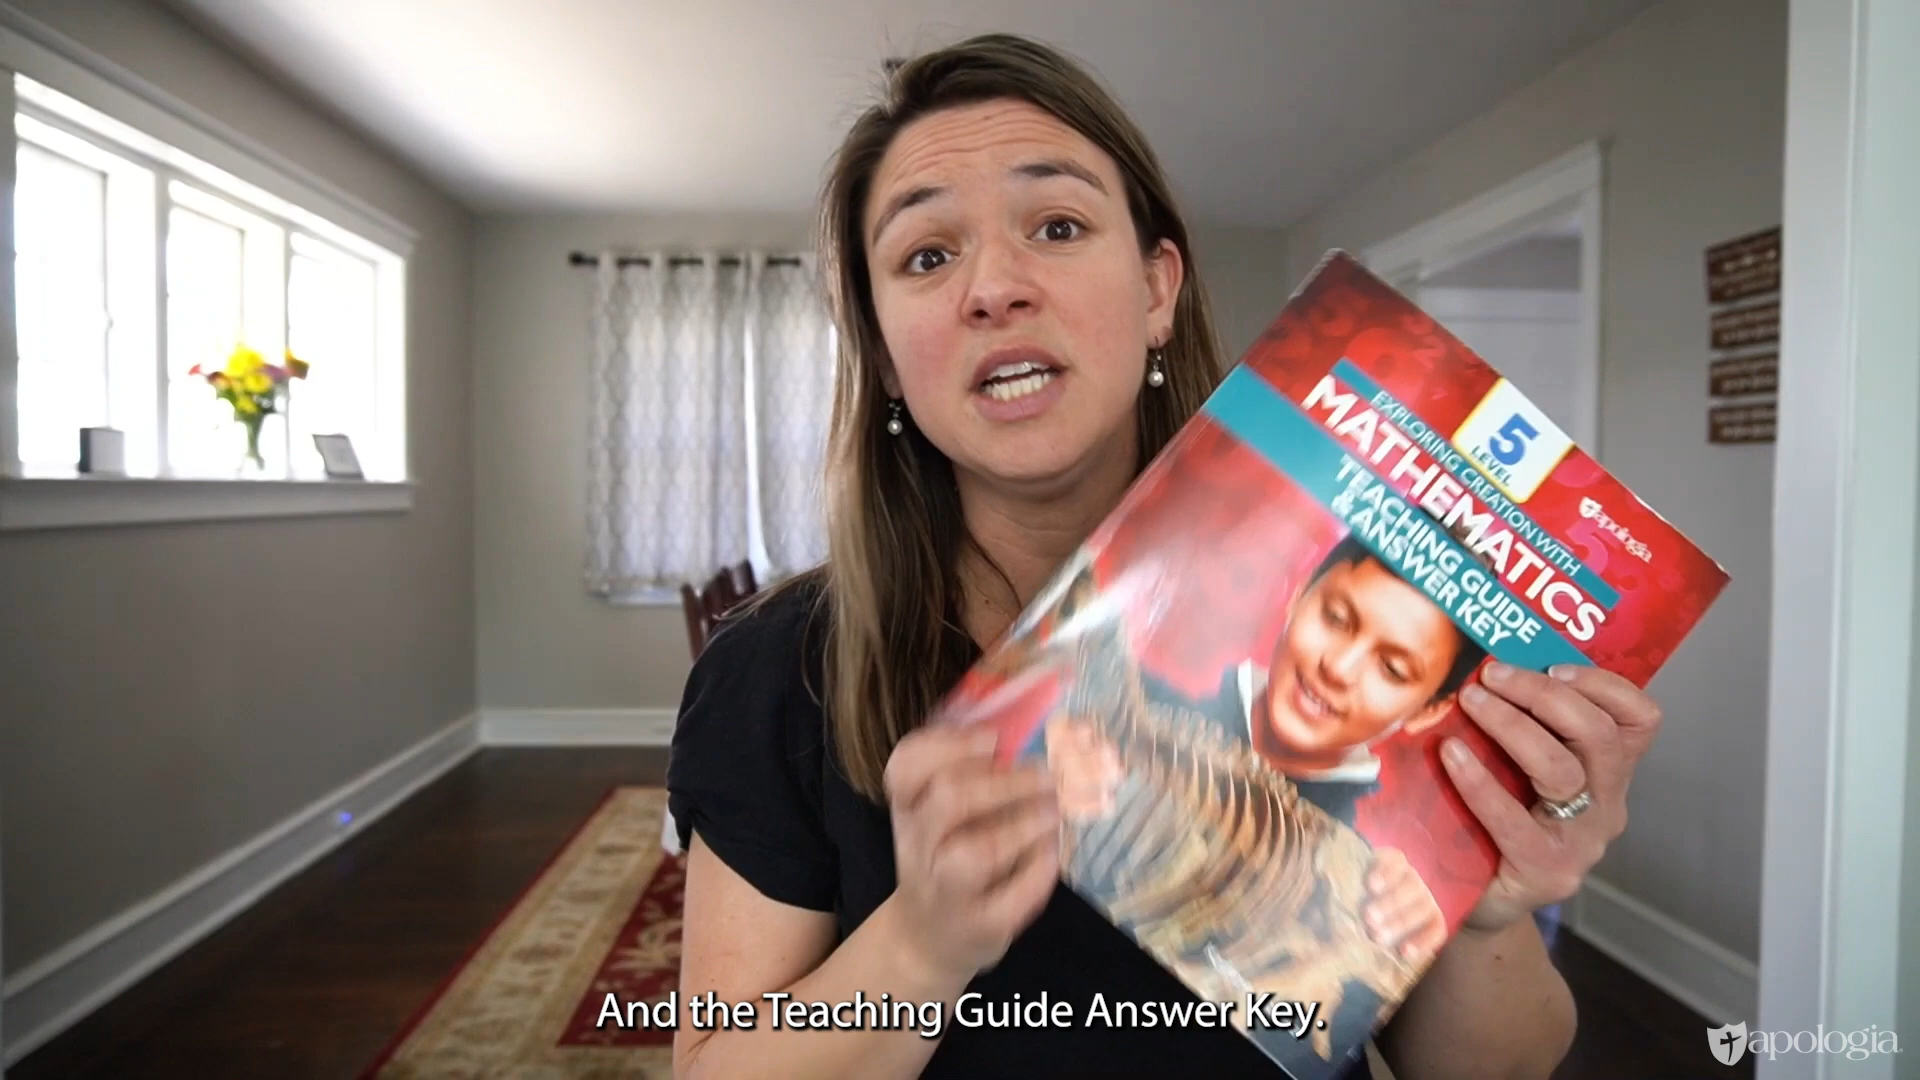 5
LEVEL
EXPLORING CREATION WITH
MATHEMATICS
TEACHING GUIDE
& ANSWER KEY
apologia
And the Teaching Guide Answer Key.
apologia